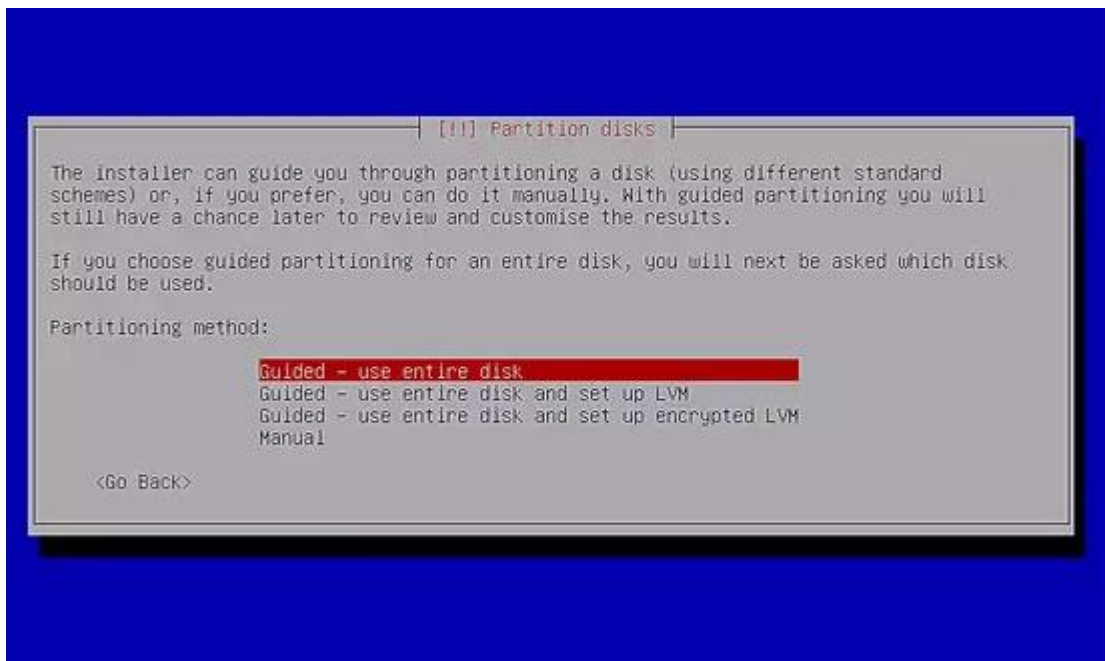 [!!] Partition disks
The installer can guide you through partitioning a disk (using different standard
schemes) or, if you prefer, you can do it manually. With guided partitioning you will
still have a chance later to review and customise the results.
If you choose guided partitioning for an entire disk, you will next be asked which disk
should be used.
Partitioning method:
Guided - use entire disk
Guided - use entire disk and set up LVM
Guided - use entire disk and set up encrypted LVM
Manual
<Go Back>